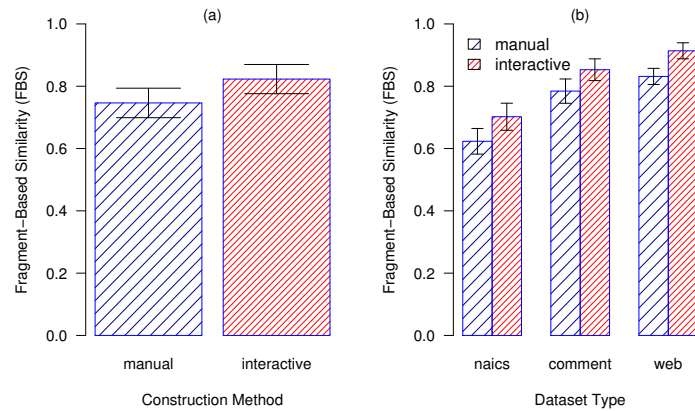 (a)
Fragment−Based Similarity (FBS)
1.0
0.8
0.6
0.4
0.2
0.0
manual
interactive
Construction Method
(b)
Fragment−Based Similarity (FBS)
1.0
0.8
0.6
0.4
0.2
0.0
manual
interactive
naics
comment
web
Dataset Type